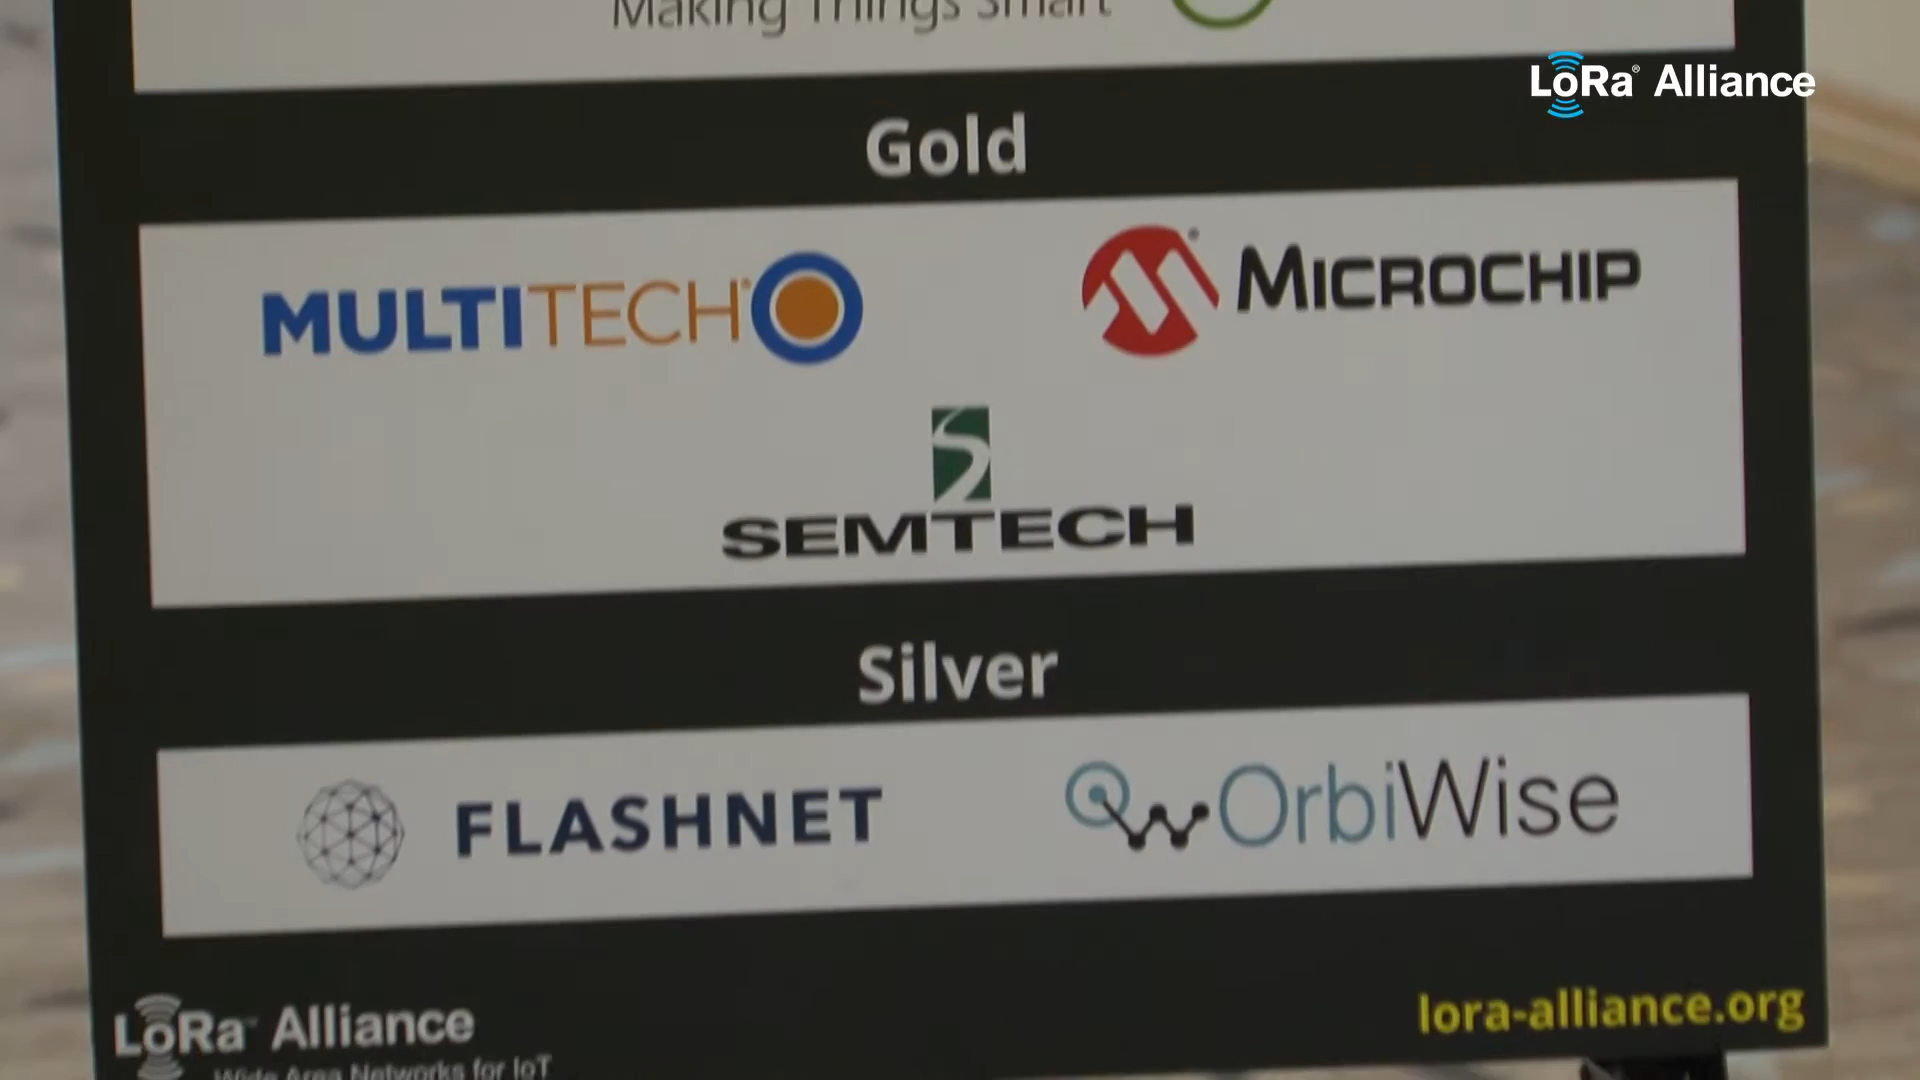 Making Things Smart
LoRa® Alliance
Gold
MULTITECH®
MICROCHIP
SEMTECH
Silver
FLASHNET
OrbiWise
LoRa™ Alliance
Wide Area Networks for IoT
lora-alliance.org